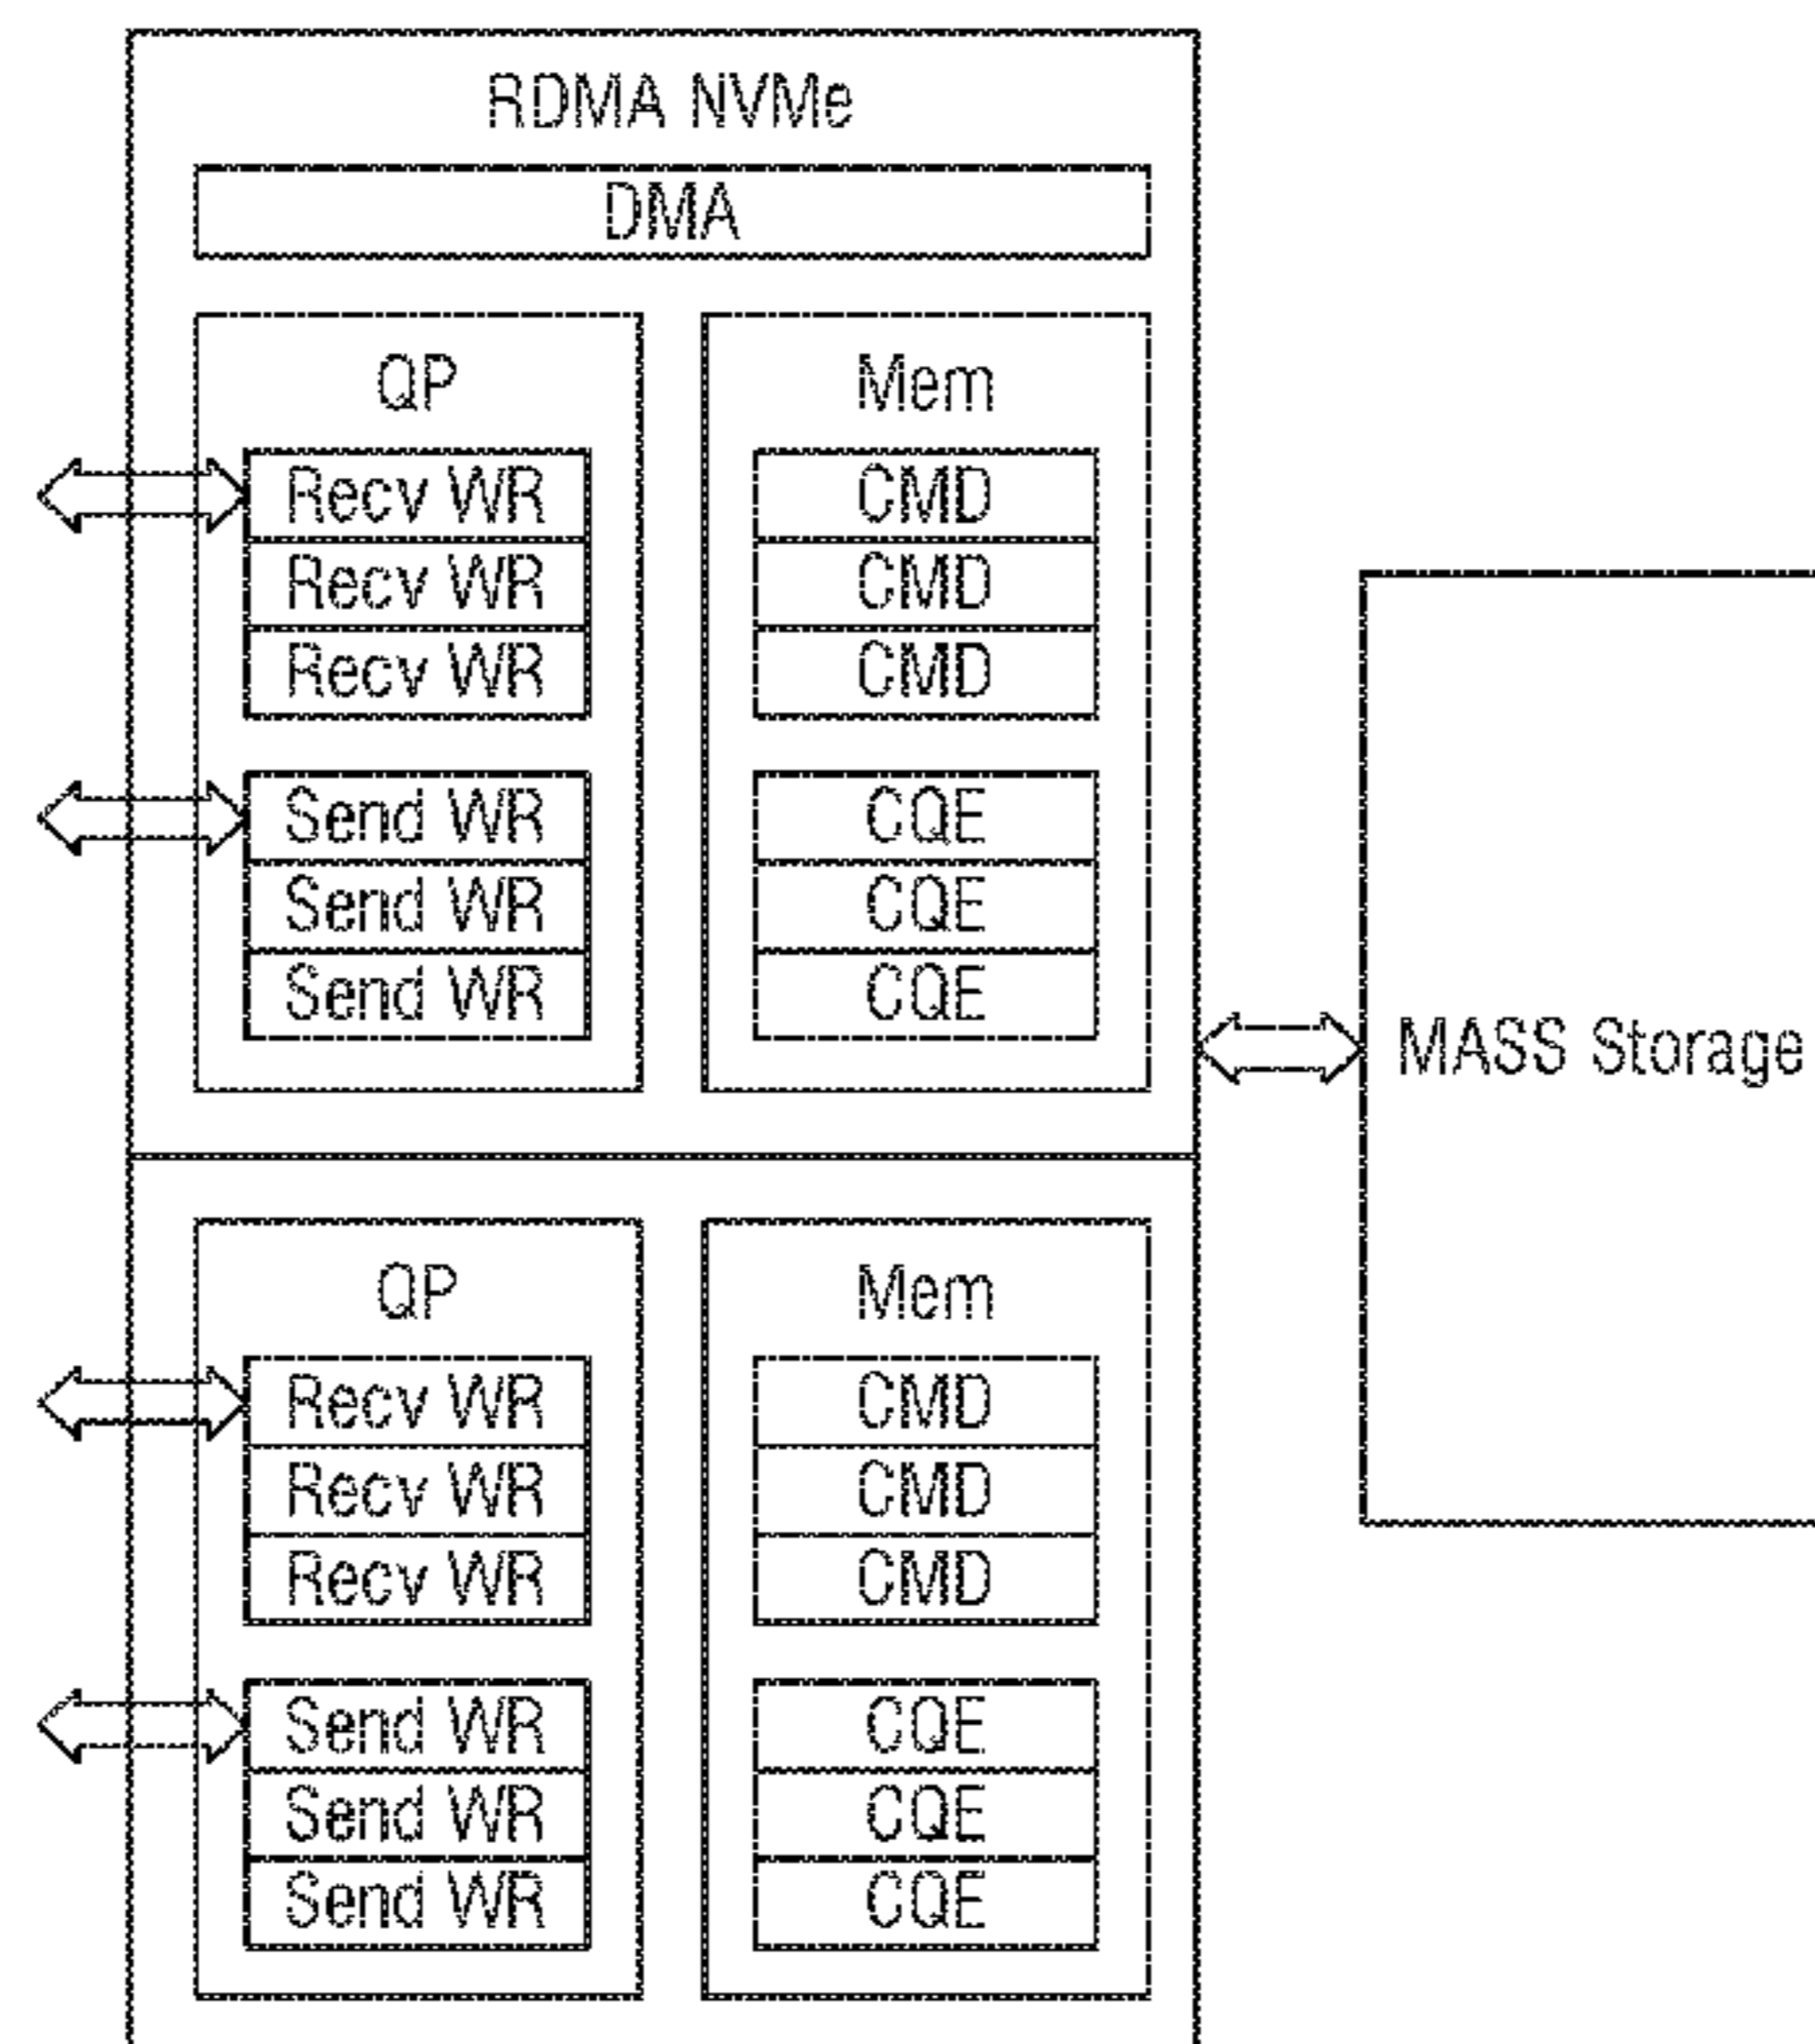 RDMA NVMe
DMA
QP
Recv WR
Recv WR
Recv WR
Send WR
Send WR
Send WR
Mem
CMD
CMD
CMD
CQE
CQE
CQE
MASS Storage
QP
Recv WR
Recv WR
Recv WR
Send WR
Send WR
Send WR
Mem
CMD
CMD
CMD
CQE
CQE
CQE